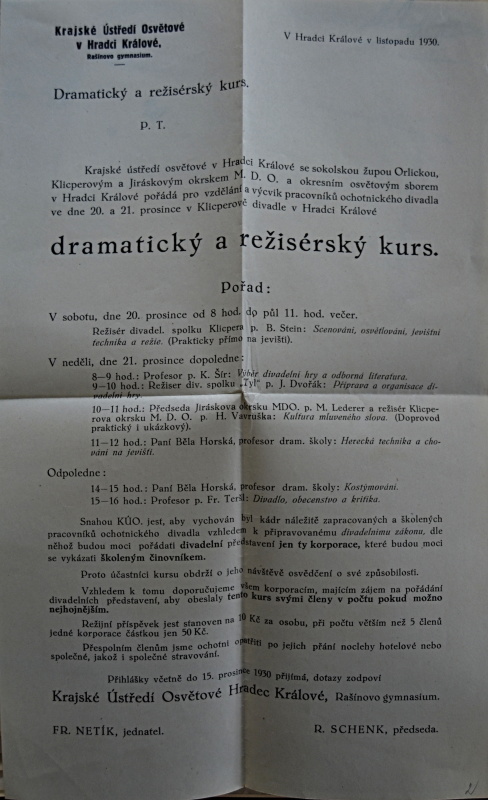 Krajské Ústředí Osvětové
v Hradci Králové,
Rašínovo gymnasium.
V Hradci Králové v listopadu 1930.
Dramatický a režisérský kurs.
P. T.
Krajské ústředí osvětové v Hradci Králové se sokolskou župou Orlickou,
Klicperovým a Jiráskovým okrskem M. D. O. a okresním osvětovým sborem
v Hradci Králové pořádá pro vzdělání a výcvik pracovníků ochotnického divadla
ve dne 20. a 21. prosince v Klicperově divadle v Hradci Králové
dramatický a režisérský kurs.
Pořad:
V sobotu, dne 20. prosince od 8 hod. do půl 11. hod. večer.
Režisér divadel. spolku Klicpera p. B. Stein: Scenování, osvětlování, jevištní
technika a režie. (Prakticky přímo na jevišti).
V neděli, dne 21. prosince dopoledne:
8—9 hod.: Profesor p. K. Šír: Výběr divadelní hry a odborná literatura.
9—10 hod.: Režiser div. spolku „Tyl“ p. J. Dvořák: Příprava a organisace di-
vadelní hry.
10—11 hod.: Předseda Jiráskova okrsku MDO. p. M. Lederer a režisér Klicpe-
rova okrsku M. D. O. p. H. Vavruška: Kultura mluveného slova. (Doprovod
praktický i ukázkový).
11—12 hod.: Paní Běla Horská, profesor dram. školy: Herecká technika a cho-
vání na jevišti.
Odpoledne:
14—15 hod.: Paní Běla Horská, profesor dram. školy: Kostýmování.
15—16 hod.: Profesor p. Fr. Teršl: Divadlo, obecenstvo a kritika.
Snahou KÚO. jest, aby vychován byl kádr náležitě zapracovaných a školených
pracovníků ochotnického divadla vzhledem k připravovanému divadelnímu zákonu, dle
něhož budou moci pořádati divadelní představení jen ty korporace, které budou moci
se vykázati školeným činovníkem.
Proto účastníci kursu obdrží o jeho návštěvě osvědčení o své způsobilosti.
Vzhledem k tomu doporučujeme všem korporacím, majícím zájem na pořádání
divadelních představení, aby obeslaly tento kurs svými členy v počtu pokud možno
nejhojnějším.
Režijní příspěvek jest stanoven na 10 Kč za osobu, při počtu větším než 5 členů
jedné korporace částkou jen 50 Kč.
Přespolním členům jsme ochotni opatřiti po jejich přání noclehy hotelové nebo
společné, jakož i společné stravování.
Přihlášky včetně do 15. prosince 1930 přijímá, dotazy zodpoví
Krajské Ústředí Osvětové Hradec Králové, Rašínovo gymnasium.
FR. NETÍK, jednatel.
R. SCHENK, předseda.